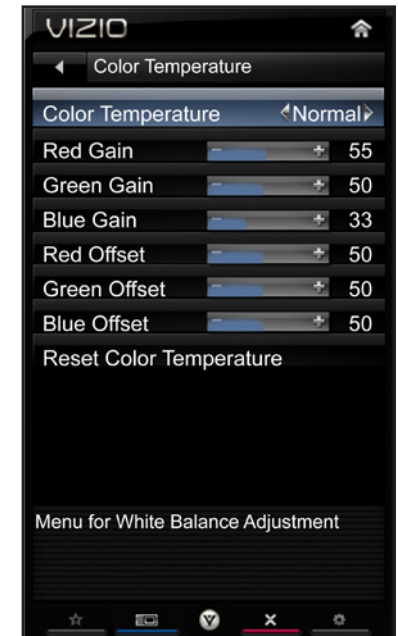 VIZIO
Color Temperature
Color Temperature Normal
Red Gain - + 55
Green Gain - + 50
Blue Gain - + 33
Red Offset - + 50
Green Offset - + 50
Blue Offset - + 50
Reset Color Temperature
Menu for White Balance Adjustment
V